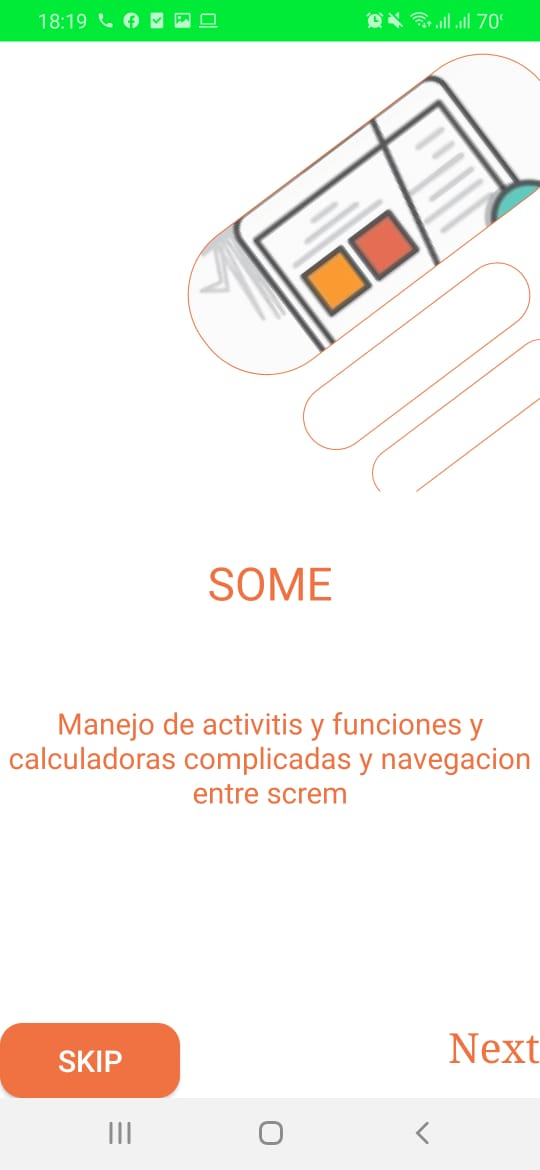 18:19
70
SOME
Manejo de activitis y funciones y
calculadoras complicadas y navegacion
entre screm
SKIP
Next